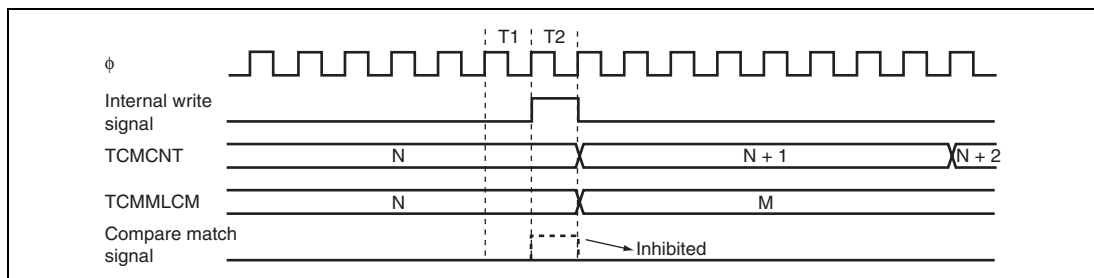 T1 T2
φ
Internal write
signal
TCMCNT N N + 1 N + 2
TCMMLCM N M
Compare match
signal
Inhibited